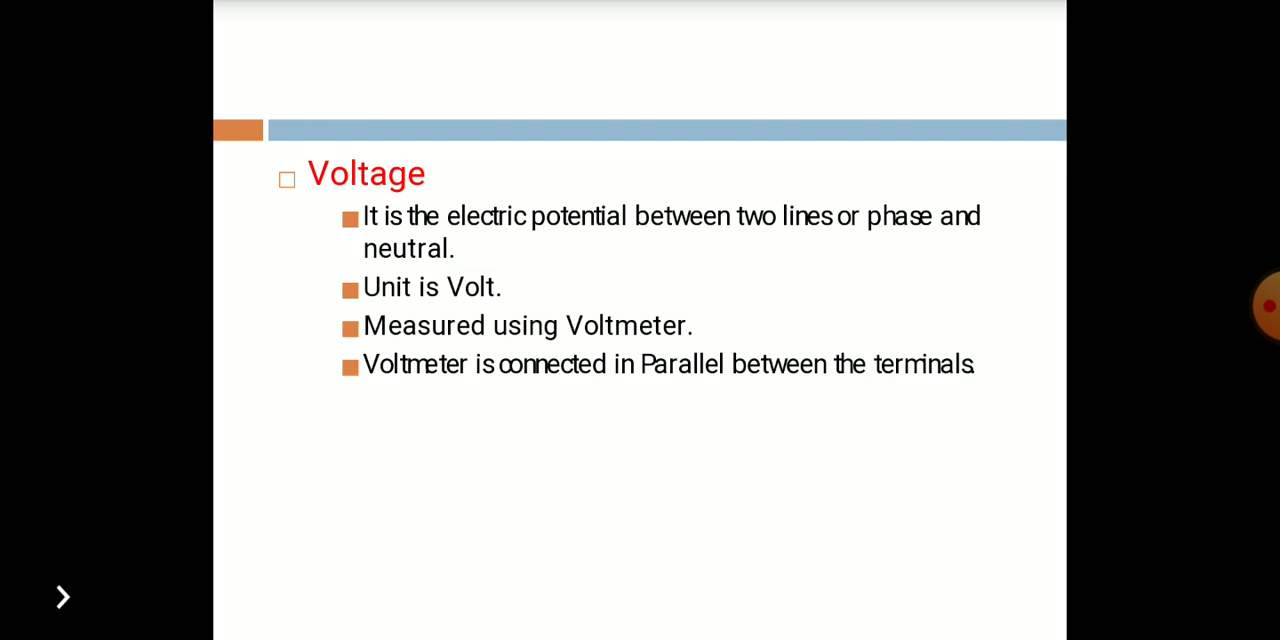 Voltage
It is the electric potential between two lines or phase and
neutral.
Unit is Volt.
Measured using Voltmeter.
Voltmeter is connected in Parallel between the terminals.